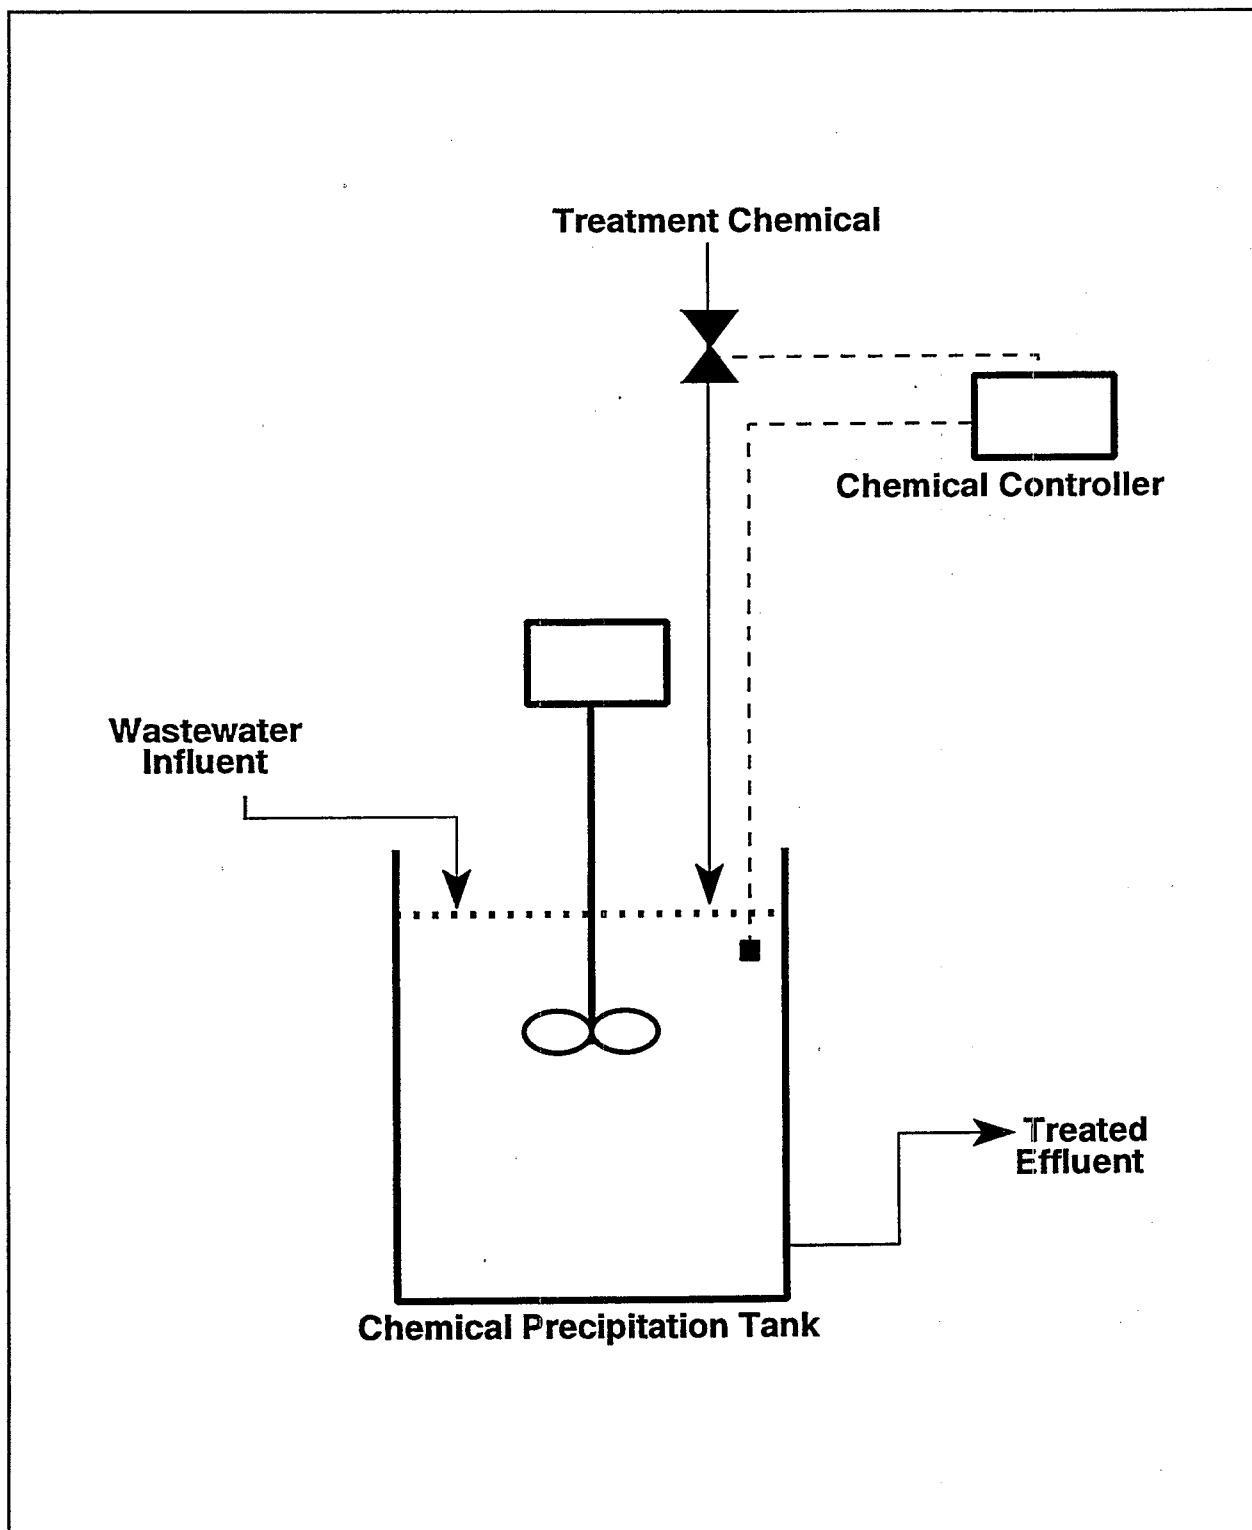 Treatment Chemical
Chemical Controller
Wastewater
Influent
Treated
Effluent
Chemical Precipitation Tank